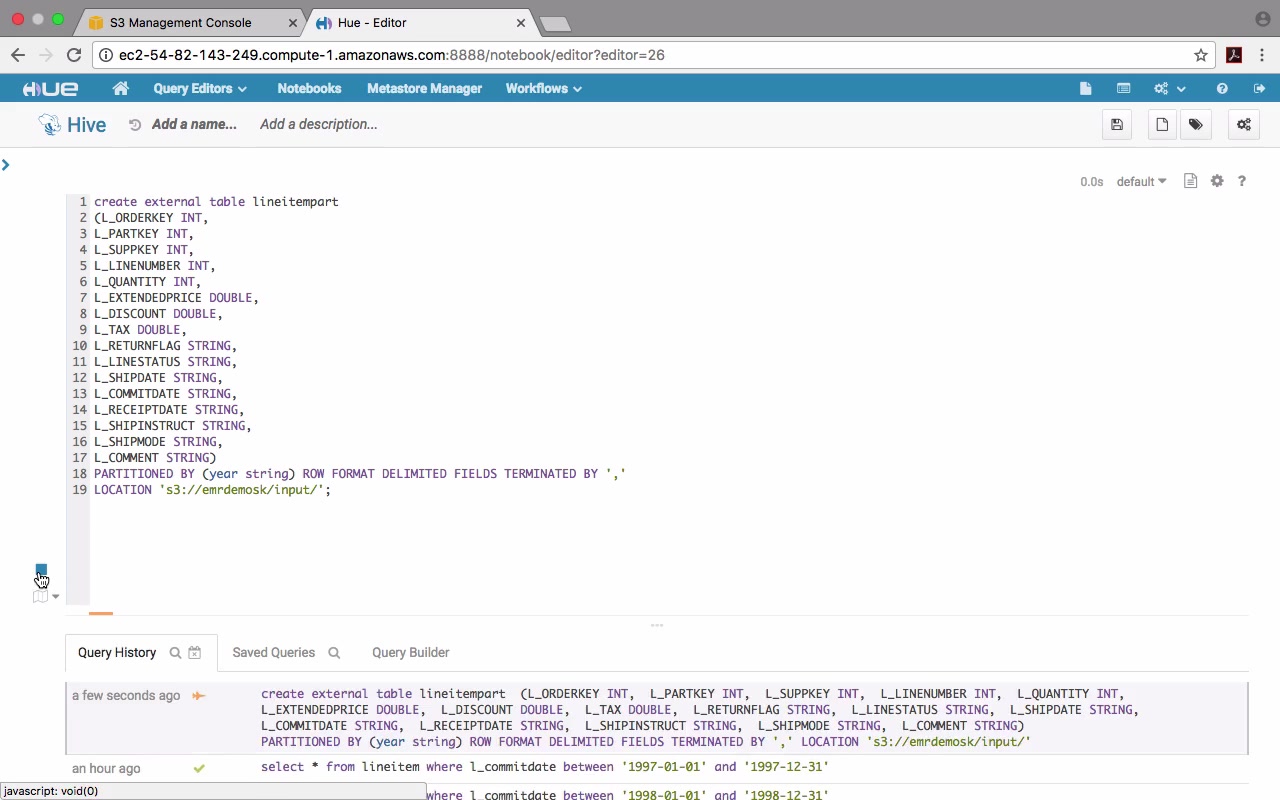 S3 Management Console
Hue - Editor
ec2-54-82-143-249.compute-1.amazonaws.com:8888/notebook/editor?editor=26
HUE Query Editors Notebooks Metastore Manager Workflows ?
Hive Add a name... Add a description...
0.0s default ?
1 create external table lineitempart
2 (L_ORDERKEY INT,
3 L_PARTKEY INT,
4 L_SUPPKEY INT,
5 L_LINENUMBER INT,
6 L_QUANTITY INT,
7 L_EXTENDEDPRICE DOUBLE,
8 L_DISCOUNT DOUBLE,
9 L_TAX DOUBLE,
10 L_RETURNFLAG STRING,
11 L_LINESTATUS STRING,
12 L_SHIPDATE STRING,
13 L_COMMITDATE STRING,
14 L_RECEIPTDATE STRING,
15 L_SHIPINSTRUCT STRING,
16 L_SHIPMODE STRING,
17 L_COMMENT STRING)
18 PARTITIONED BY (year string) ROW FORMAT DELIMITED FIELDS TERMINATED BY ','
19 LOCATION 's3://emrdemosk/input/';
Query History Saved Queries Query Builder
a few seconds ago create external table lineitempart (L_ORDERKEY INT, L_PARTKEY INT, L_SUPPKEY INT, L_LINENUMBER INT, L_QUANTITY INT,
L_EXTENDEDPRICE DOUBLE, L_DISCOUNT DOUBLE, L_TAX DOUBLE, L_RETURNFLAG STRING, L_LINESTATUS STRING, L_SHIPDATE STRING,
L_COMMITDATE STRING, L_RECEIPTDATE STRING, L_SHIPINSTRUCT STRING, L_SHIPMODE STRING, L_COMMENT STRING)
PARTITIONED BY (year string) ROW FORMAT DELIMITED FIELDS TERMINATED BY ',' LOCATION 's3://emrdemosk/input/'
an hour ago select * from lineitem where l_commitdate between '1997-01-01' and '1997-12-31'
javascript: void(0) where l_commitdate between '1998-01-01' and '1998-12-31'